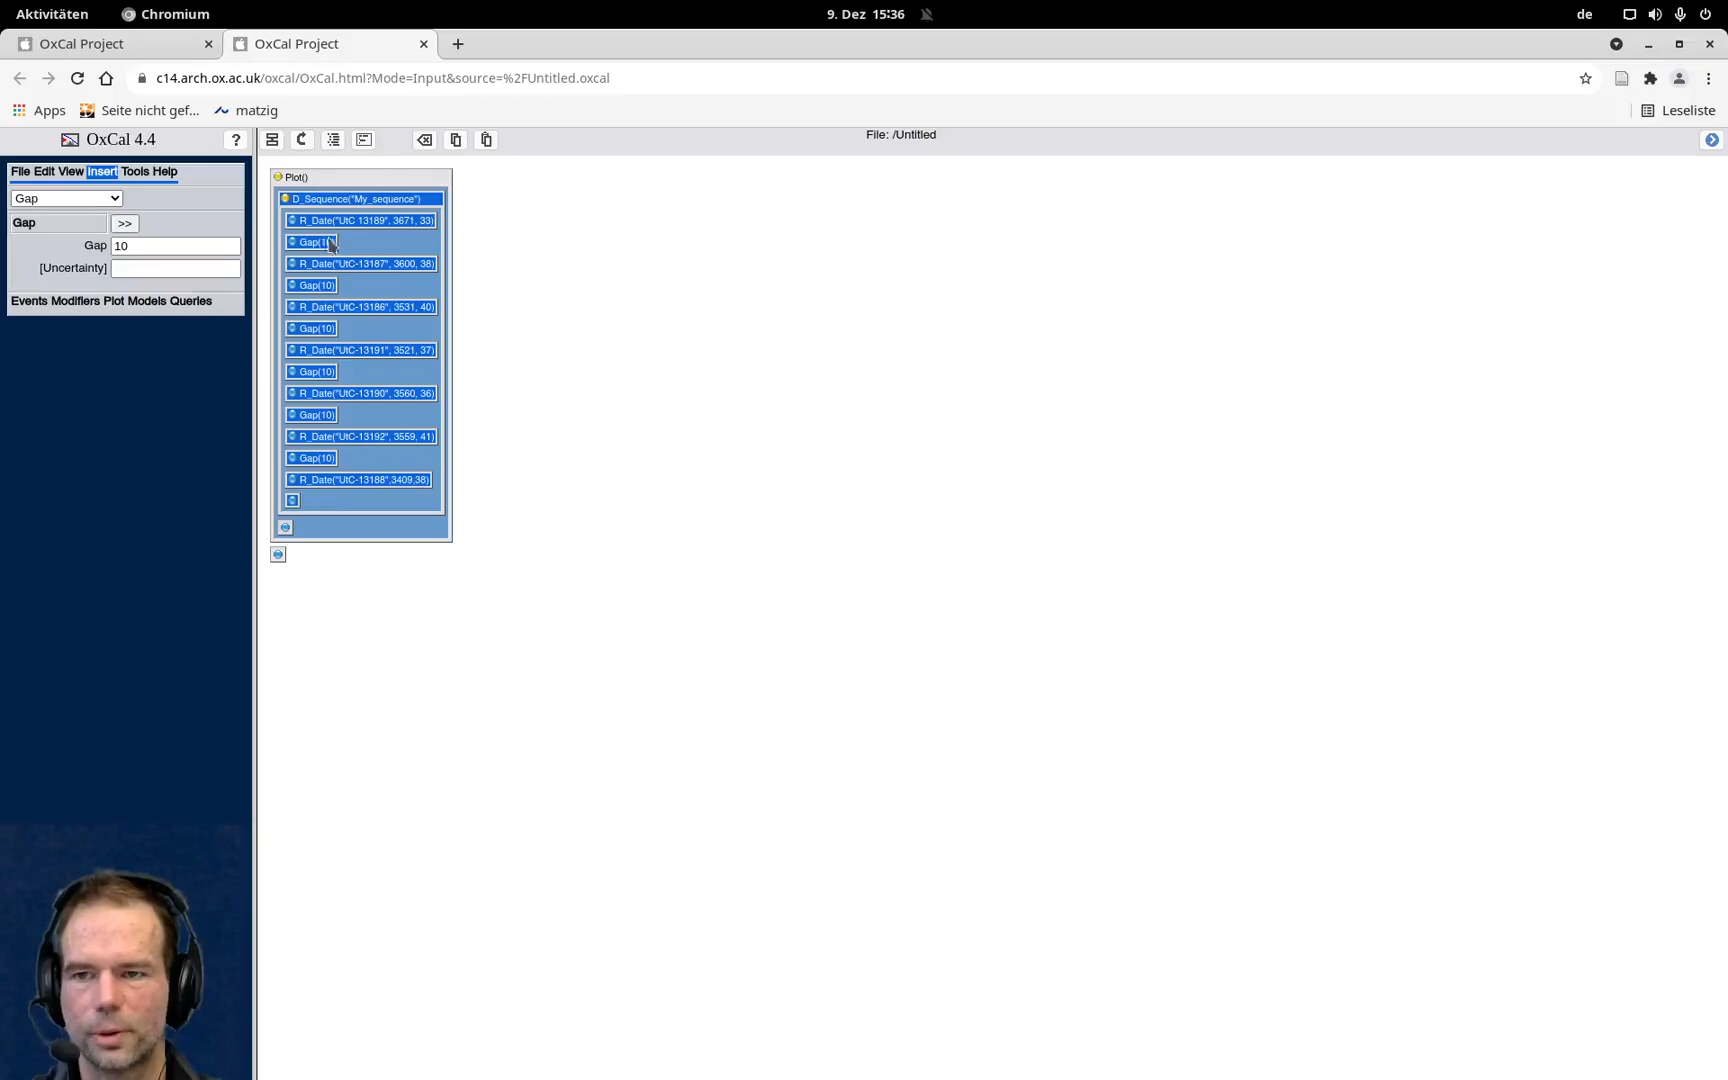 Aktivitäten Chromium 9. Dez 15:36 de
OxCal Project OxCal Project
c14.arch.ox.ac.uk/oxcal/OxCal.html?Mode=Input&source=%2FUntitled.oxcal
Apps Seite nicht gef... matzig Leseliste
OxCal 4.4 ? File: /Untitled
File Edit View Insert Tools Help
Gap
Gap >>
Gap 10
[Uncertainty]
Events Modifiers Plot Models Queries
Plot()
D_Sequence("My_sequence")
R_Date("UtC 13189", 3671, 33)
Gap(10)
R_Date("UtC-13187", 3600, 38)
Gap(10)
R_Date("UtC-13186", 3531, 40)
Gap(10)
R_Date("UtC-13191", 3521, 37)
Gap(10)
R_Date("UtC-13190", 3560, 36)
Gap(10)
R_Date("UtC-13192", 3559, 41)
Gap(10)
R_Date("UtC-13188",3409,38)